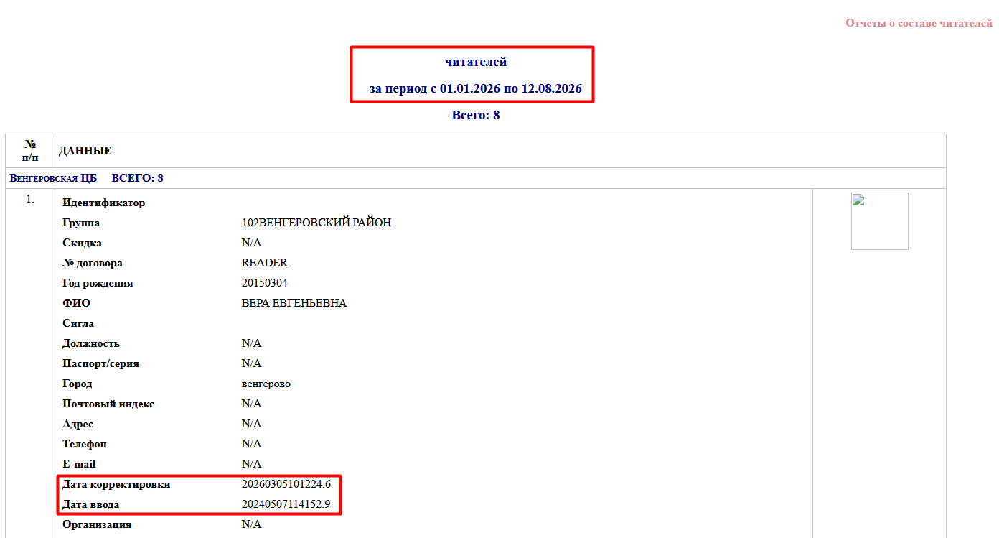 Отчеты о составе читателей
читателей
за период с 01.01.2026 по 12.08.2026
Всего: 8
№ п/п ДАННЫЕ
Венгеровская ЦБ ВСЕГО: 8
1.
Идентификатор
Группа 102ВЕНГЕРОВСКИЙ РАЙОН
Скидка N/A
№ договора READER
Год рождения 20150304
ФИО ВЕРА ЕВГЕНЬЕВНА
Сигла
Должность N/A
Паспорт/серия N/A
Город венгерово
Почтовый индекс N/A
Адрес N/A
Телефон N/A
E-mail N/A
Дата корректировки 20260305101224.6
Дата ввода 20240507114152.9
Организация N/A